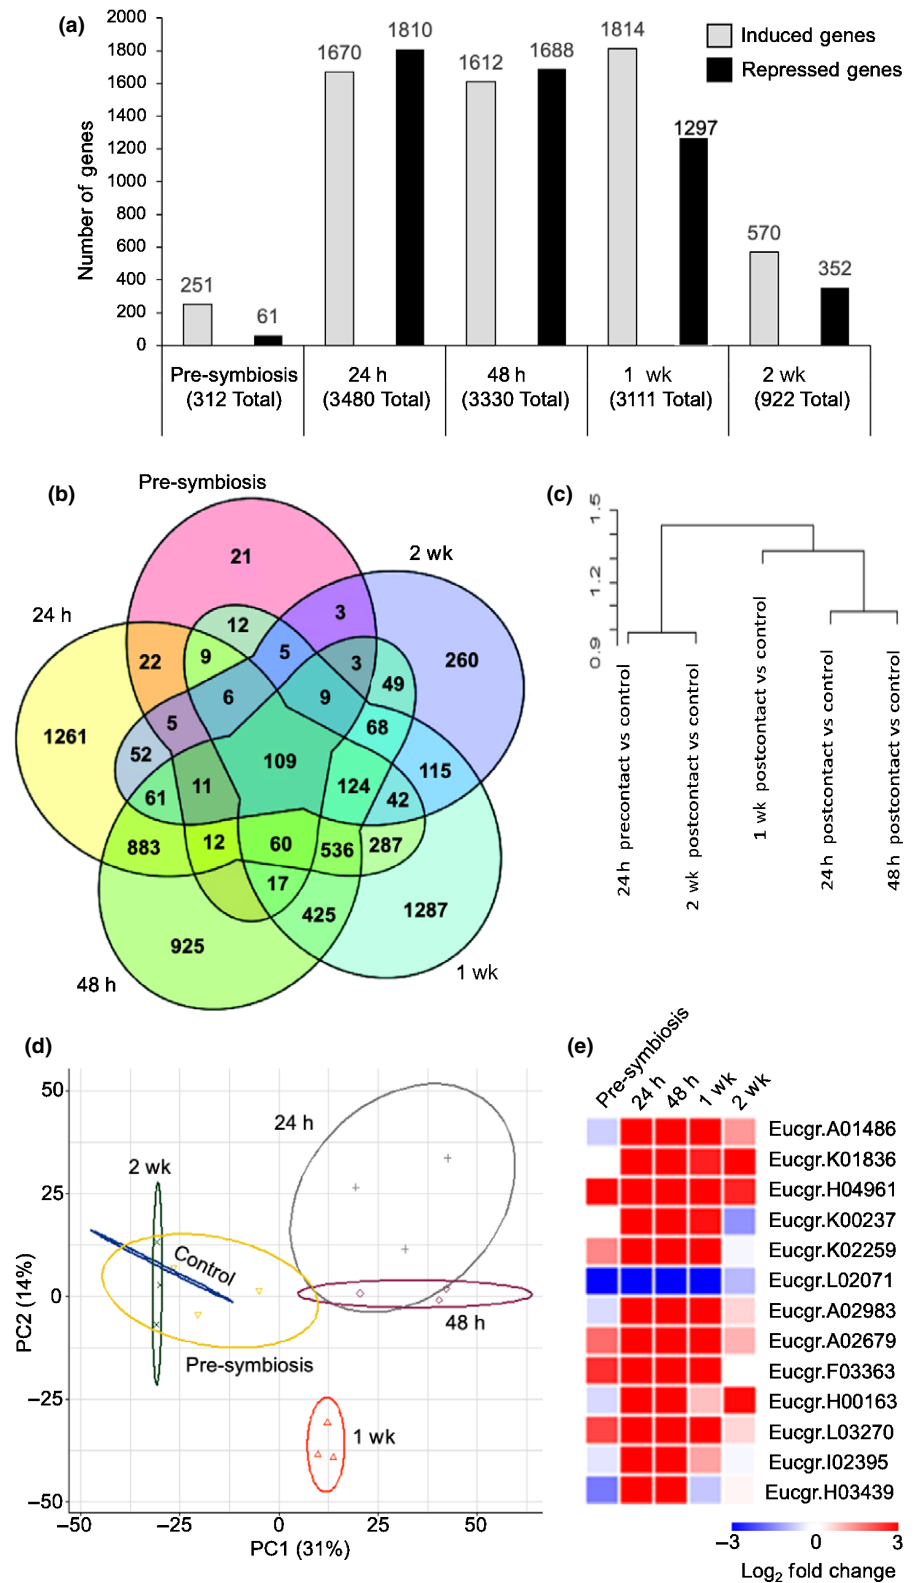 (a)
2000
1800
1600
1400
1200
1000
800
600
400
200
0
Number of genes
251
61
1670
1810
1612
1688
1814
1297
570
352
Induced genes
Repressed genes
Pre-symbiosis
(312 Total)
24 h
(3480 Total)
48 h
(3330 Total)
1 wk
(3111 Total)
2 wk
(922 Total)
(b)
Pre-symbiosis
2 wk
24 h
48 h
1 wk
21
12
3
5
3
260
22
9
6
9
49
68
1261
5
52
109
115
11
61
124
42
883
12
60
536
287
17
425
1287
925
(c)
1.5
1.2
0.9
24 h precontact vs control
2 wk postcontact vs control
1 wk postcontact vs control
24 h postcontact vs control
48 h postcontact vs control
(d)
50
25
0
−25
−50
PC2 (14%)
24 h
2 wk
Control
48 h
Pre-symbiosis
1 wk
−50
−25
0
25
50
PC1 (31%)
(e)
Pre-symbiosis
24 h
48 h
1 wk
2 wk
Eucgr.A01486
Eucgr.K01836
Eucgr.H04961
Eucgr.K00237
Eucgr.K02259
Eucgr.L02071
Eucgr.A02983
Eucgr.A02679
Eucgr.F03363
Eucgr.H00163
Eucgr.L03270
Eucgr.I02395
Eucgr.H03439
−3
0
3
Log2 fold change